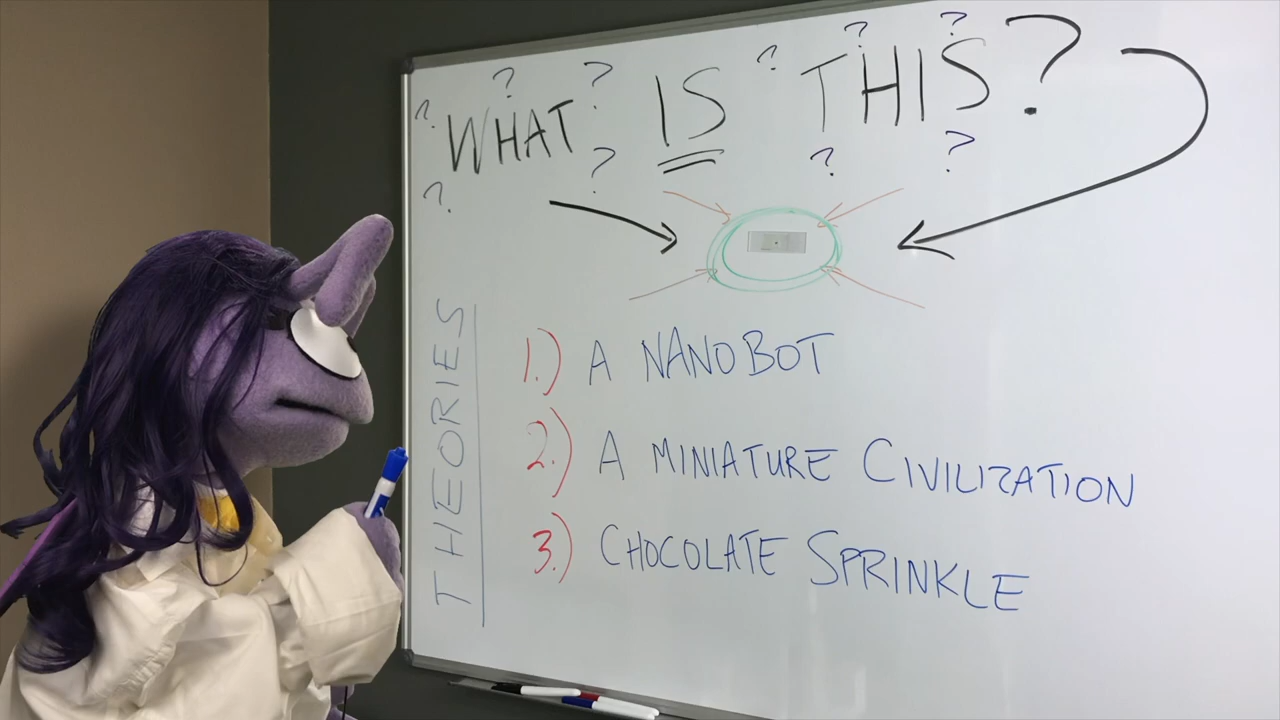 ? ? ? ? ? ?
WHAT IS THIS?
? ? ? ?
THEORIES
1.) A NANOBOT
2.) A MINIATURE CIVILIZATION
3.) CHOCOLATE SPRINKLE